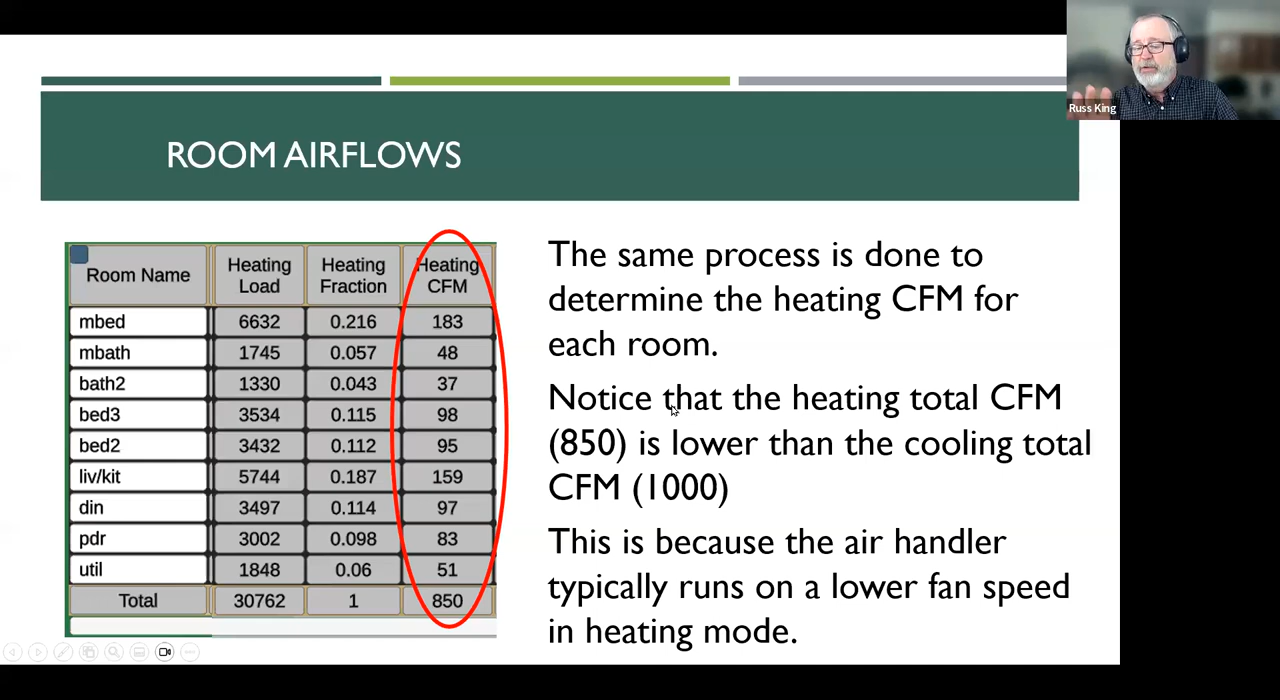 Russ King
ROOM AIRFLOWS
Room Name Heating Load Heating Fraction Heating CFM
mbed 6632 0.216 183
mbath 1745 0.057 48
bath2 1330 0.043 37
bed3 3534 0.115 98
bed2 3432 0.112 95
liv/kit 5744 0.187 159
din 3497 0.114 97
pdr 3002 0.098 83
util 1848 0.06 51
Total 30762 1 850
The same process is done to
determine the heating CFM for
each room.
Notice that the heating total CFM
(850) is lower than the cooling total
CFM (1000)
This is because the air handler
typically runs on a lower fan speed
in heating mode.